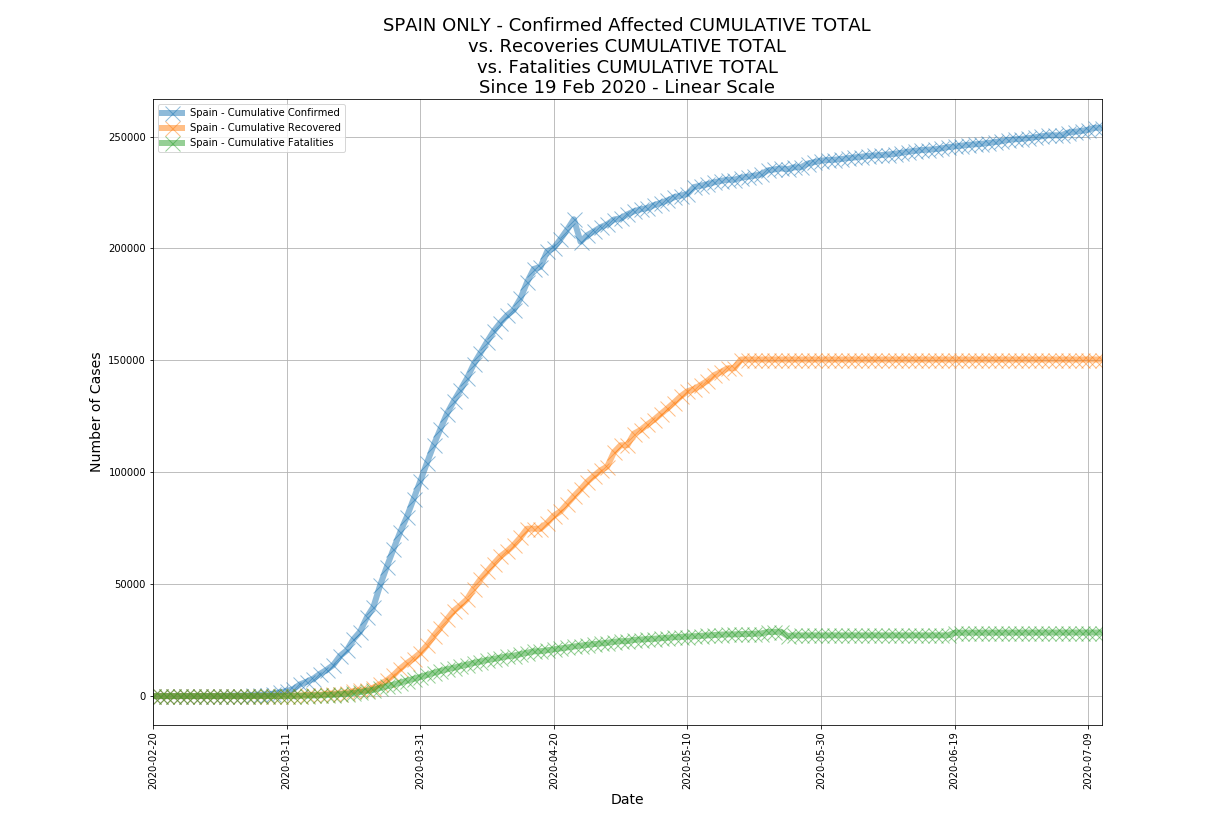 SPAIN ONLY - Confirmed Affected CUMULATIVE TOTAL
vs. Recoveries CUMULATIVE TOTAL
vs. Fatalities CUMULATIVE TOTAL
Since 19 Feb 2020 - Linear Scale
Spain - Cumulative Confirmed
Spain - Cumulative Recovered
Spain - Cumulative Fatalities
Number of Cases
250000
200000
150000
100000
50000
0
2020-02-20
2020-03-11
2020-03-31
2020-04-20
2020-05-10
2020-05-30
2020-06-19
2020-07-09
Date